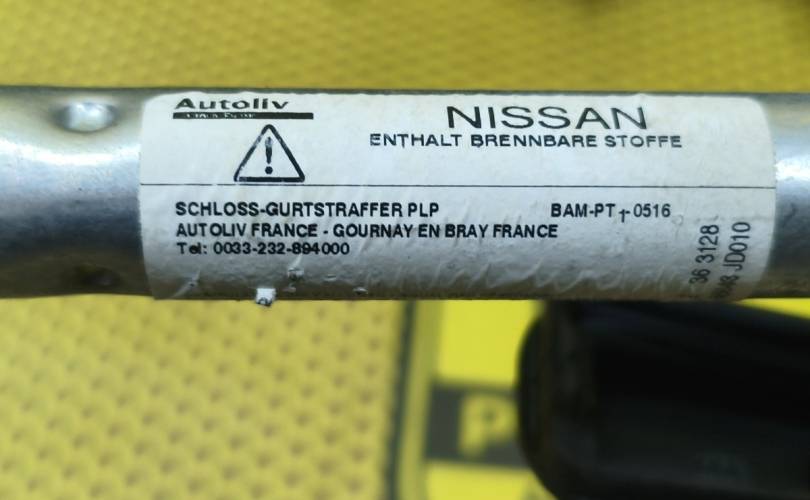 Autoliv
NISSAN
ENTHALT BRENNBARE STOFFE
SCHLOSS-GURTSTRAFFER PLP
BAM-PT1-0516
AUTOLIV FRANCE - GOURNAY EN BRAY FRANCE
Tel: 0033-232-894000
36 3128
JD010
P